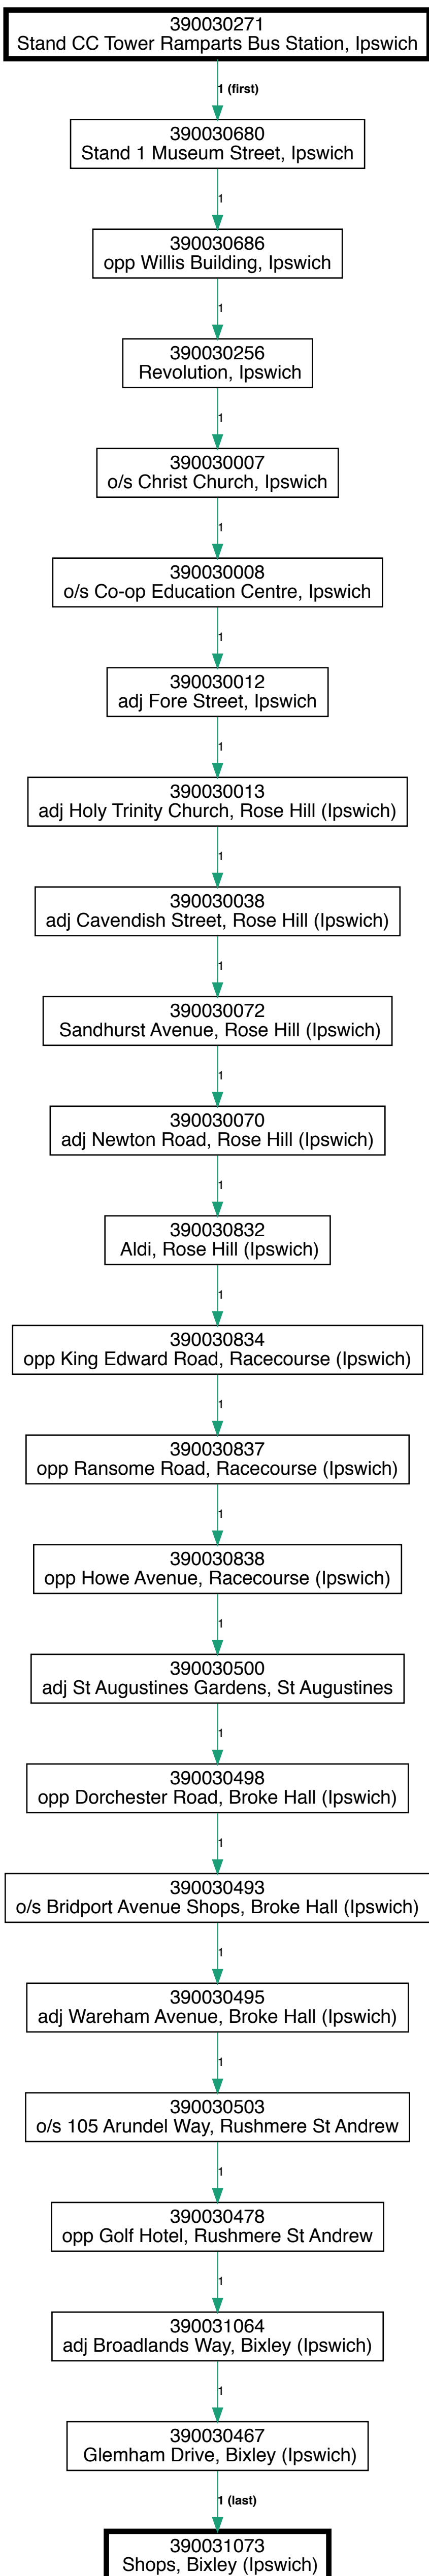 390030271
Stand CC Tower Ramparts Bus Station, Ipswich
1 (first)
390030680
Stand 1 Museum Street, Ipswich
1
390030686
opp Willis Building, Ipswich
1
390030256
Revolution, Ipswich
1
390030007
o/s Christ Church, Ipswich
1
390030008
o/s Co-op Education Centre, Ipswich
1
390030012
adj Fore Street, Ipswich
1
390030013
adj Holy Trinity Church, Rose Hill (Ipswich)
1
390030038
adj Cavendish Street, Rose Hill (Ipswich)
1
390030072
Sandhurst Avenue, Rose Hill (Ipswich)
1
390030070
adj Newton Road, Rose Hill (Ipswich)
1
390030832
Aldi, Rose Hill (Ipswich)
1
390030834
opp King Edward Road, Racecourse (Ipswich)
1
390030837
opp Ransome Road, Racecourse (Ipswich)
1
390030838
opp Howe Avenue, Racecourse (Ipswich)
1
390030500
adj St Augustines Gardens, St Augustines
1
390030498
opp Dorchester Road, Broke Hall (Ipswich)
1
390030493
o/s Bridport Avenue Shops, Broke Hall (Ipswich)
1
390030495
adj Wareham Avenue, Broke Hall (Ipswich)
1
390030503
o/s 105 Arundel Way, Rushmere St Andrew
1
390030478
opp Golf Hotel, Rushmere St Andrew
1
390031064
adj Broadlands Way, Bixley (Ipswich)
1
390030467
Glemham Drive, Bixley (Ipswich)
1 (last)
390031073
Shops, Bixley (Ipswich)